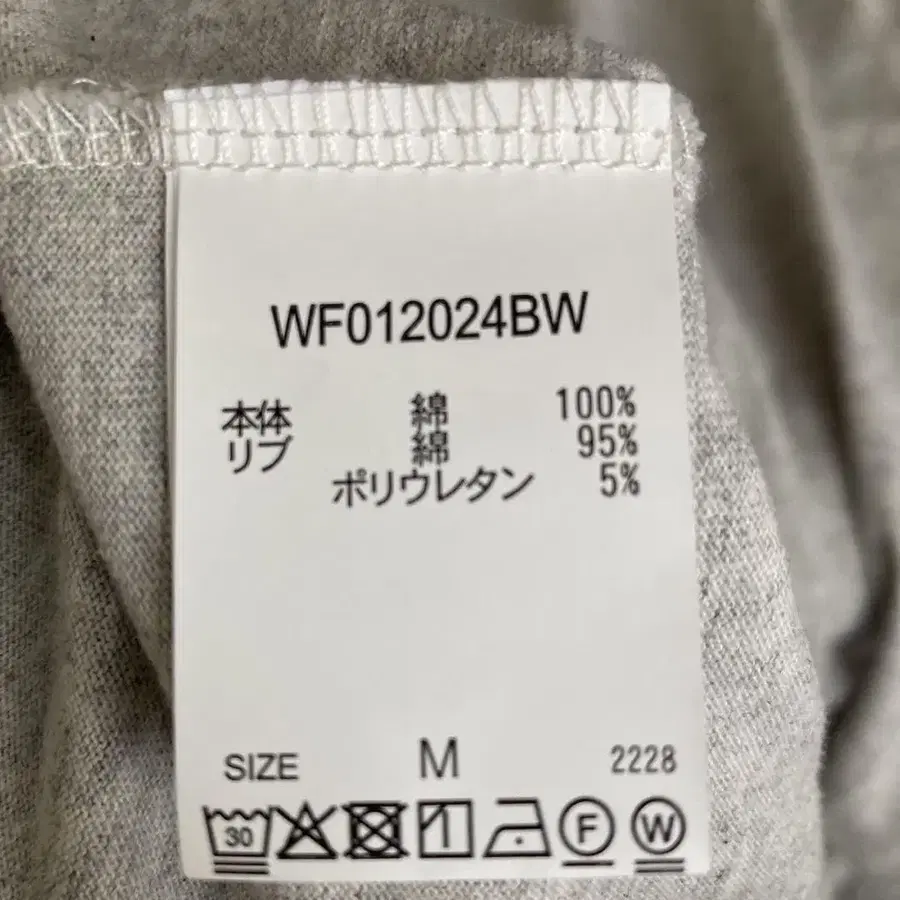 WF012024BW
本体 綿 100%
リブ 綿 95%
ポリウレタン 5%
SIZE M 2228
30 F W